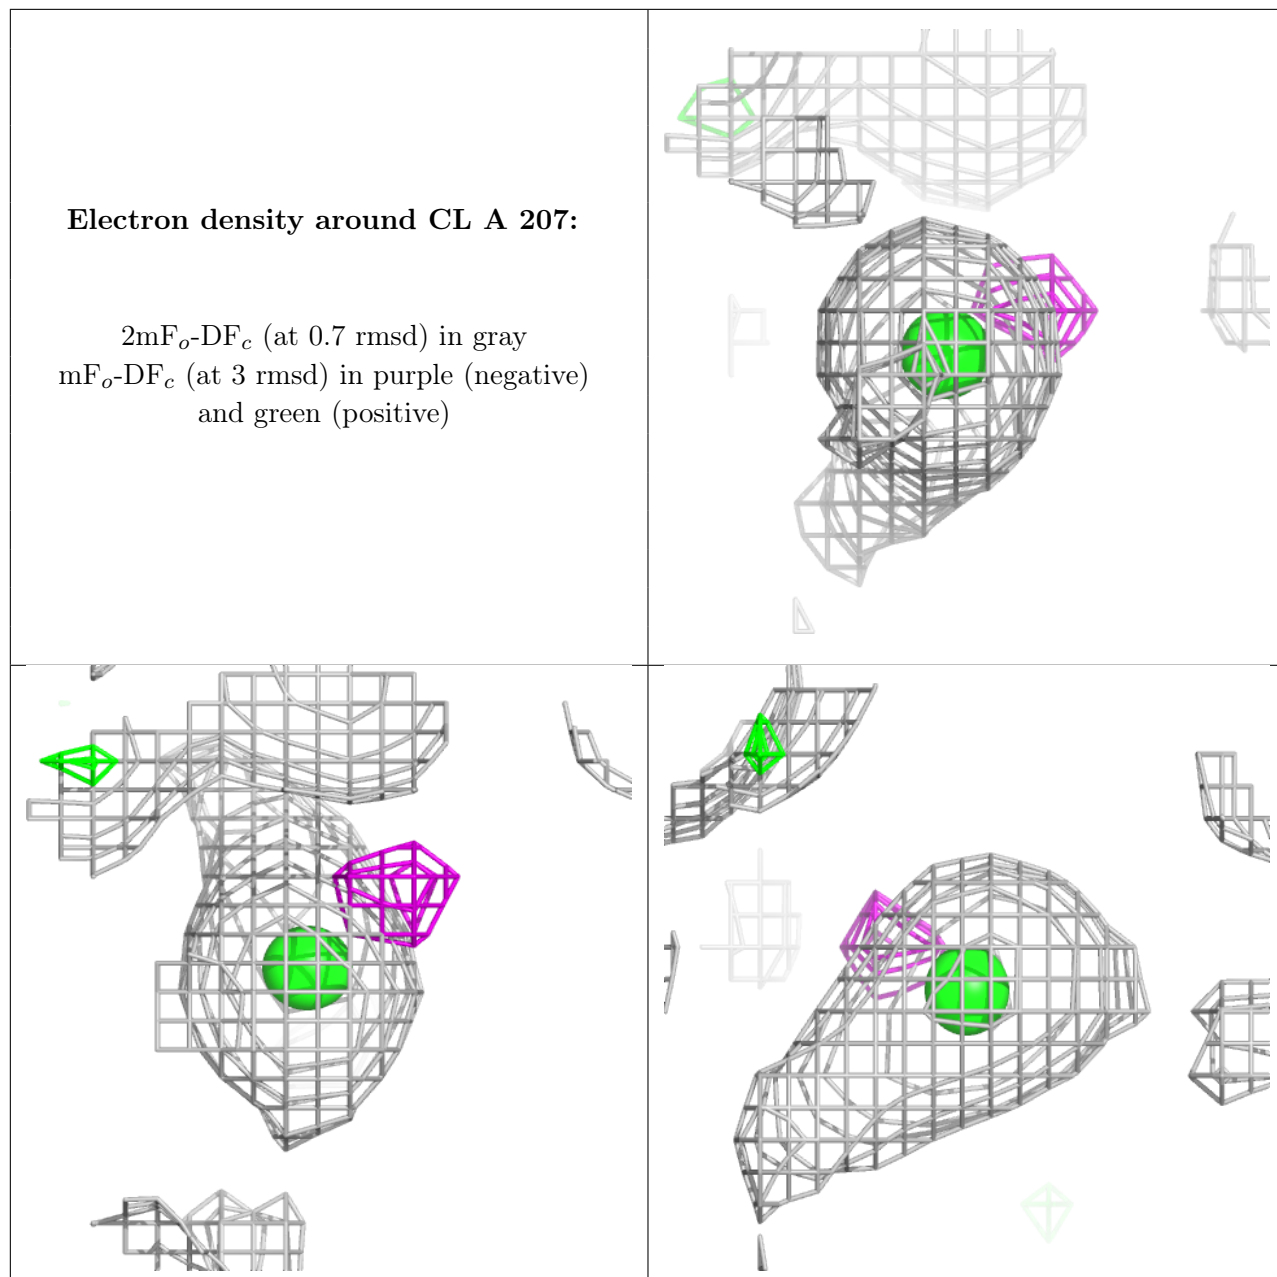 Electron density around CL A 207:
2mFo-DFc (at 0.7 rmsd) in gray
mFo-DFc (at 3 rmsd) in purple (negative)
and green (positive)